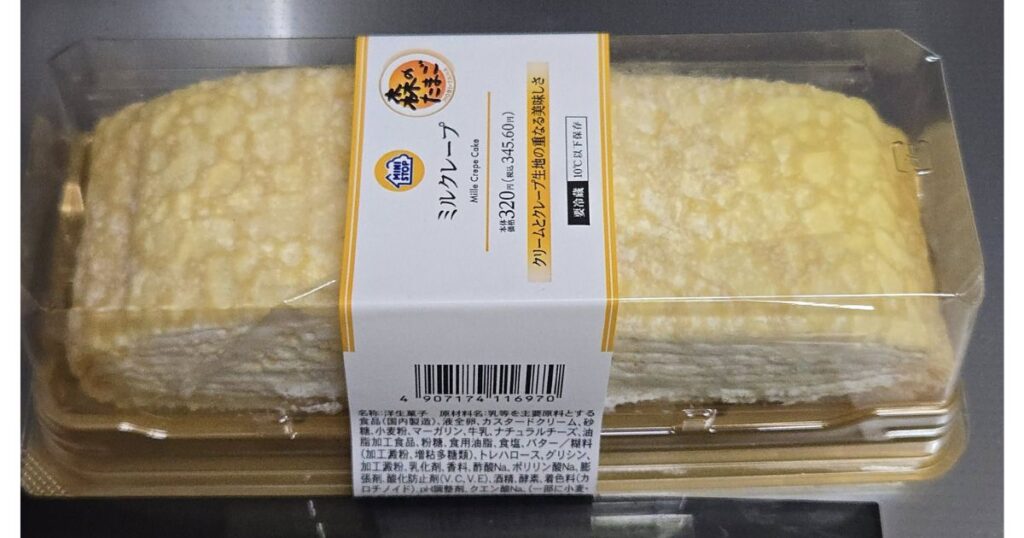 森の
たまご
MINI
STOP
ミルクレープ
Mille Crepe Cake
本体価格320円(税込345.60円)
クリームとクレープ生地の重なる美味しさ
要冷蔵 10℃以下保存
4 907174 116970
名称:洋生菓子 原材料名:乳等を主要原料とする
食品(国内製造)、液全卵、カスタードクリーム、砂
糖、小麦粉、マーガリン、牛乳、ナチュラルチーズ、油
脂加工食品、粉糖、食用油脂、食塩、バター/糊料
(加工澱粉、増粘多糖類)、トレハロース、グリシン、
加工澱粉、乳化剤、香料、酢酸Na、ポリリン酸Na、膨
張剤、酸化防止剤(V.C、V.E)、酒精、酵素、着色料(カ
ロチノイド)、pH調整剤、クエン酸Na、(一部に小麦・